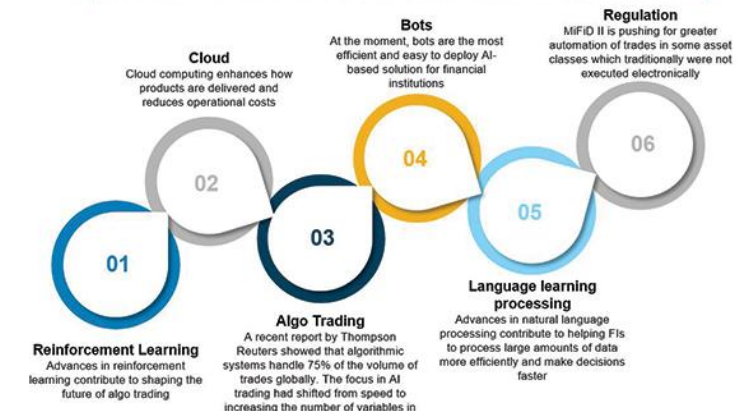 Regulation
MiFiD II is pushing for greater
automation of trades in some asset
classes which traditionally were not
executed electronically
Bots
At the moment, bots are the most
efficient and easy to deploy AI-
based solution for financial
institutions
Cloud
Cloud computing enhances how
products are delivered and
reduces operational costs
01
02
03
04
05
06
Reinforcement Learning
Advances in reinforcement
learning contribute to shaping the
future of algo trading
Algo Trading
A recent report by Thompson
Reuters showed that algorithmic
systems handle 75% of the volume of
trades globally. The focus in AI
trading had shifted from speed to
increasing the number of variables in
Language learning
processing
Advances in natural language
processing contribute to helping FIs
to process large amounts of data
more efficiently and make decisions
faster